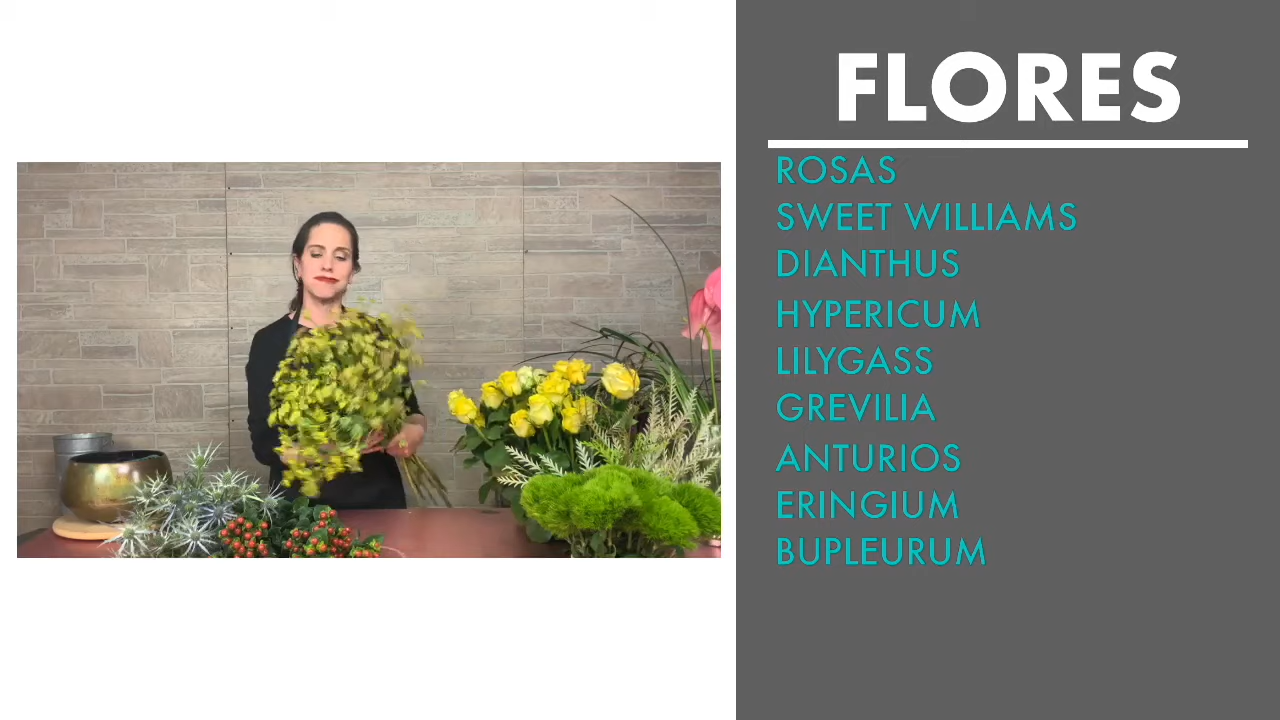 FLORES
ROSAS
SWEET WILLIAMS
DIANTHUS
HYPERICUM
LILYGASS
GREVILIA
ANTURIOS
ERINGIUM
BUPLEURUM